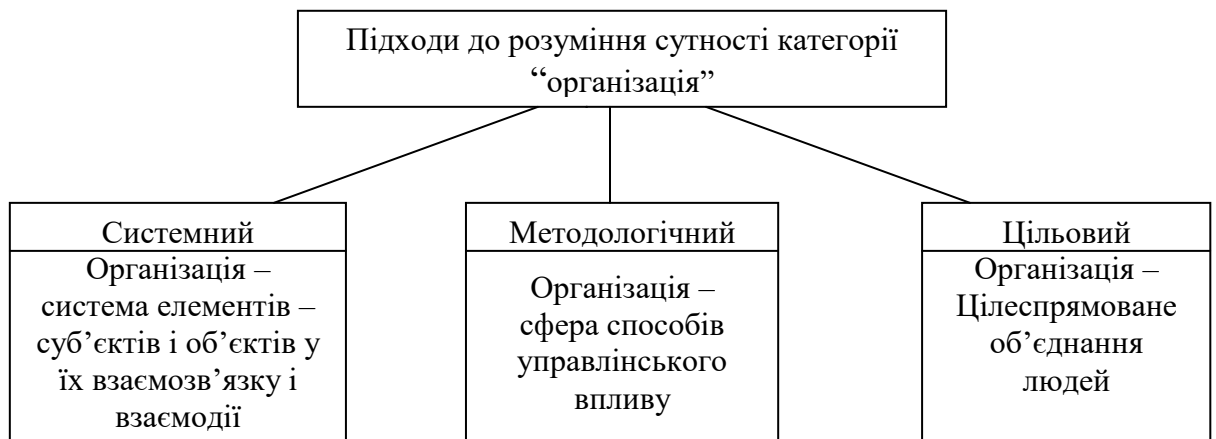 Підходи до розуміння сутності категорії
“організація”
Системний
Організація –
система елементів –
суб’єктів і об’єктів у
їх взаємозв’язку і
взаємодії
Методологічний
Організація –
сфера способів
управлінського
впливу
Цільовий
Організація –
Цілеспрямоване
об’єднання
людей